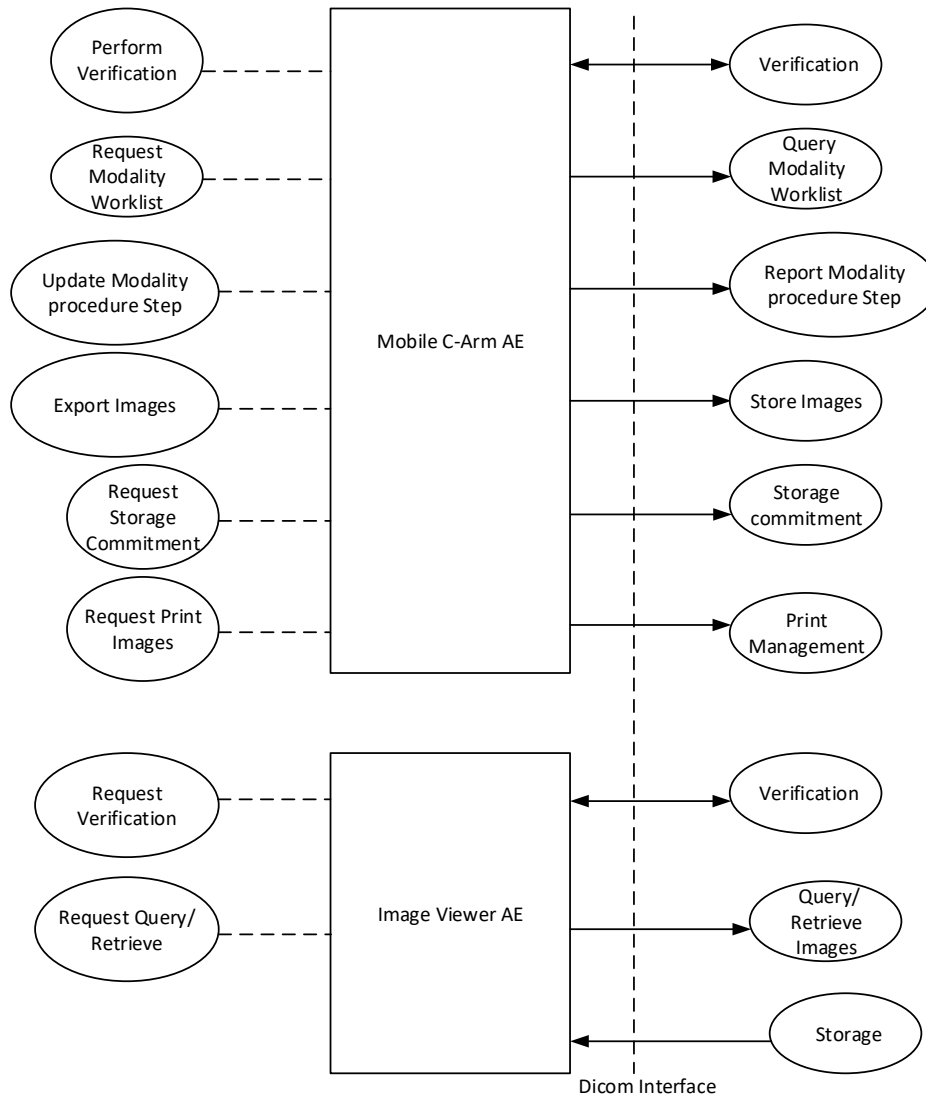 Perform
Verification
Verification
Request
Modality
Worklist
Query
Modality
Worklist
Update Modality
procedure Step
Report Modality
procedure Step
Mobile C-Arm AE
Export Images
Store Images
Request
Storage
Commitment
Storage
commitment
Request Print
Images
Print
Management
Request
Verification
Verification
Request Query/
Retrieve
Image Viewer AE
Query/
Retrieve
Images
Storage
Dicom Interface